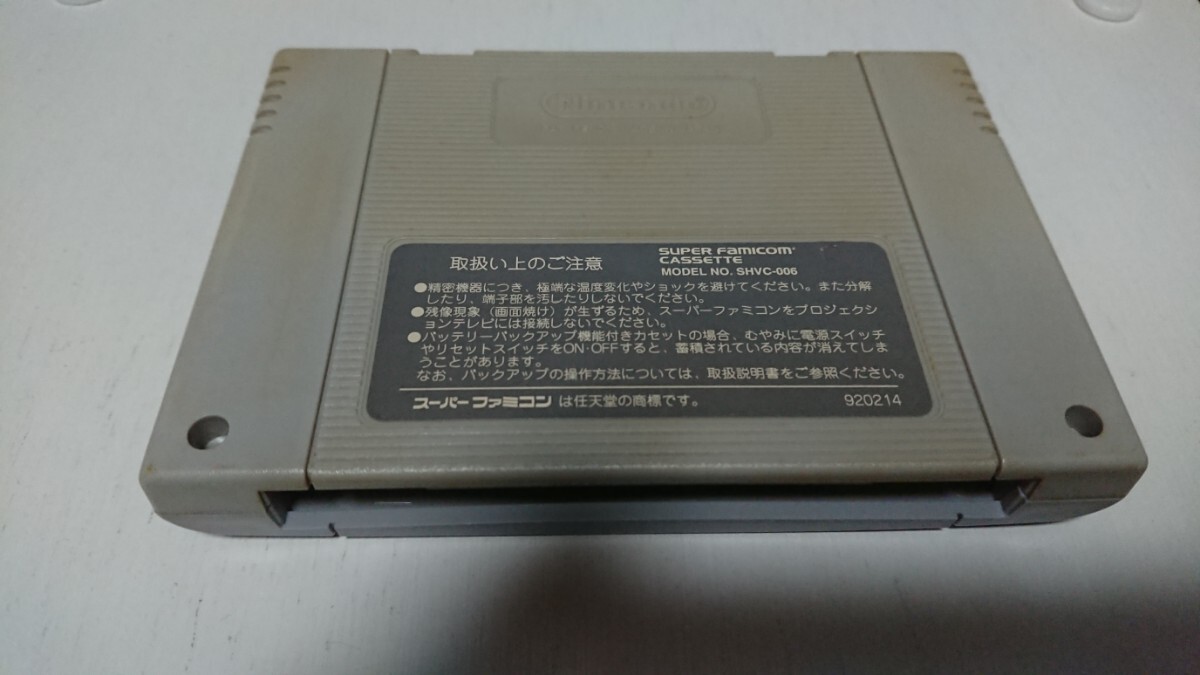 Nintendo
取扱い上のご注意
SUPER FAMICOM
CASSETTE
MODEL NO. SHVC-006
●精密機器につき、極端な温度変化やショックを避けてください。また分解
したり、端子部を汚したりしないでください。
●残像現象（画面焼け）が生ずるため、スーパーファミコンをプロジェクシ
ョンテレビには接続しないでください。
●バッテリーバックアップ機能付きカセットの場合、むやみに電源スイッチ
やリセットスイッチをON・OFFすると、蓄積されている内容が消えてしま
うことがあります。
なお、バックアップの操作方法については、取扱説明書をご参照ください。
スーパーファミコン は任天堂の商標です。
920214